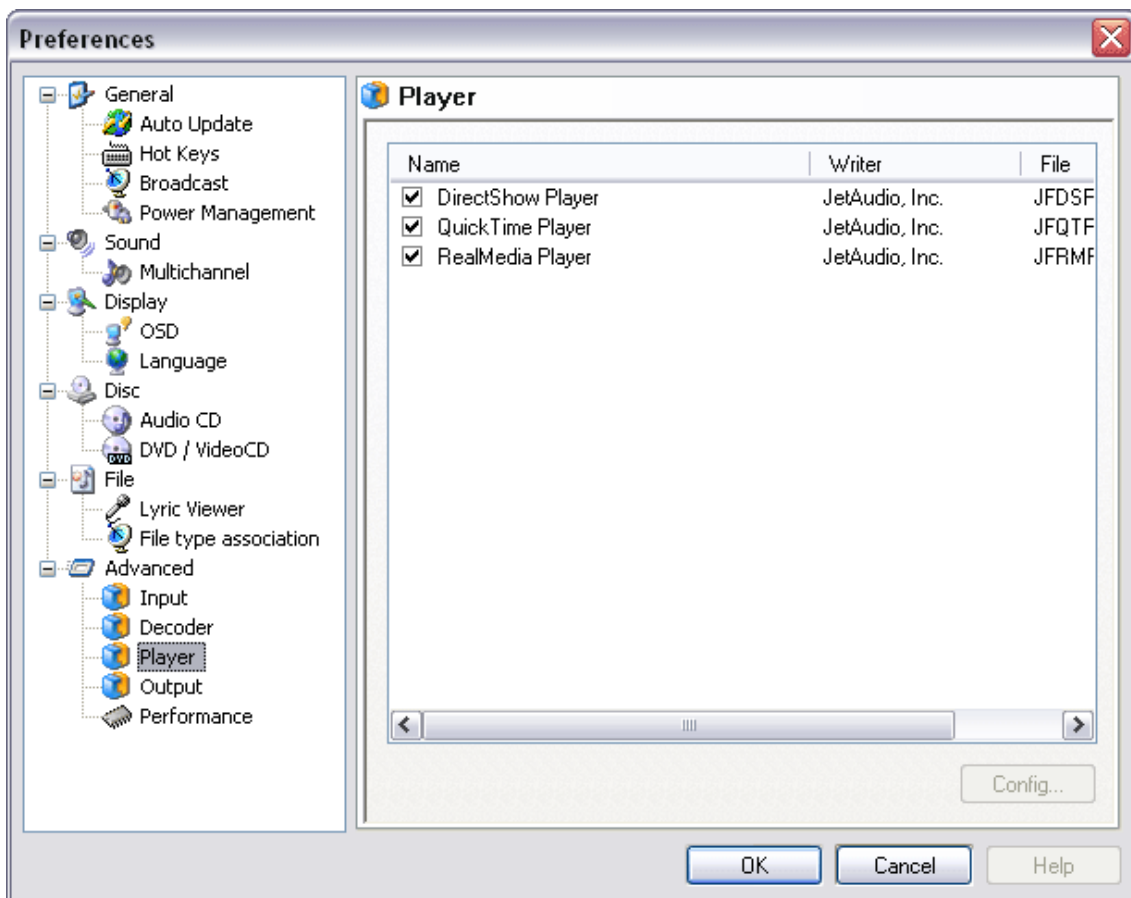 Preferences
General
Auto Update
Hot Keys
Broadcast
Power Management
Sound
Multichannel
Display
OSD
Language
Disc
Audio CD
DVD / VideoCD
File
Lyric Viewer
File type association
Advanced
Input
Decoder
Player
Output
Performance
Player
Name Writer File
DirectShow Player JetAudio, Inc. JFDSF
QuickTime Player JetAudio, Inc. JFQTF
RealMedia Player JetAudio, Inc. JFRMF
Config...
OK Cancel Help